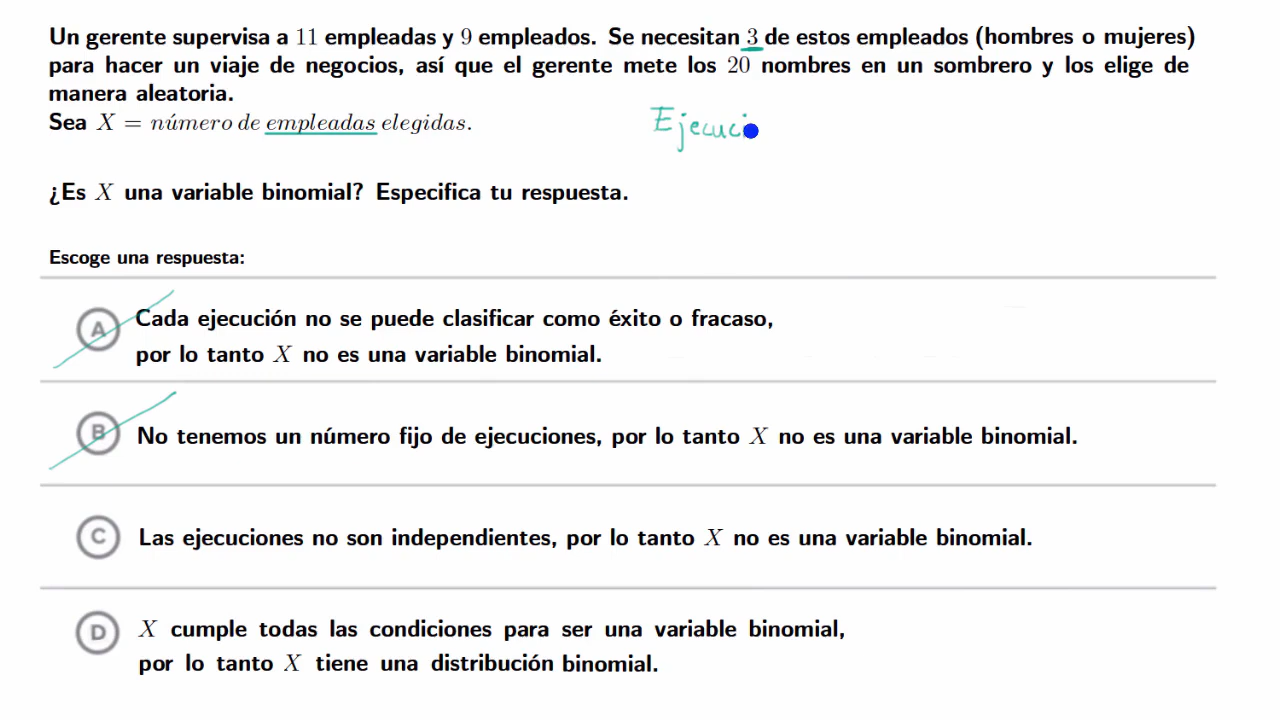 Un gerente supervisa a 11 empleadas y 9 empleados. Se necesitan 3 de estos empleados (hombres o mujeres)
para hacer un viaje de negocios, así que el gerente mete los 20 nombres en un sombrero y los elige de
manera aleatoria.
Sea X = número de empleadas elegidas.
Ejecuci
¿Es X una variable binomial? Especifica tu respuesta.
Escoge una respuesta:
A Cada ejecución no se puede clasificar como éxito o fracaso,
por lo tanto X no es una variable binomial.
B No tenemos un número fijo de ejecuciones, por lo tanto X no es una variable binomial.
C Las ejecuciones no son independientes, por lo tanto X no es una variable binomial.
D X cumple todas las condiciones para ser una variable binomial,
por lo tanto X tiene una distribución binomial.